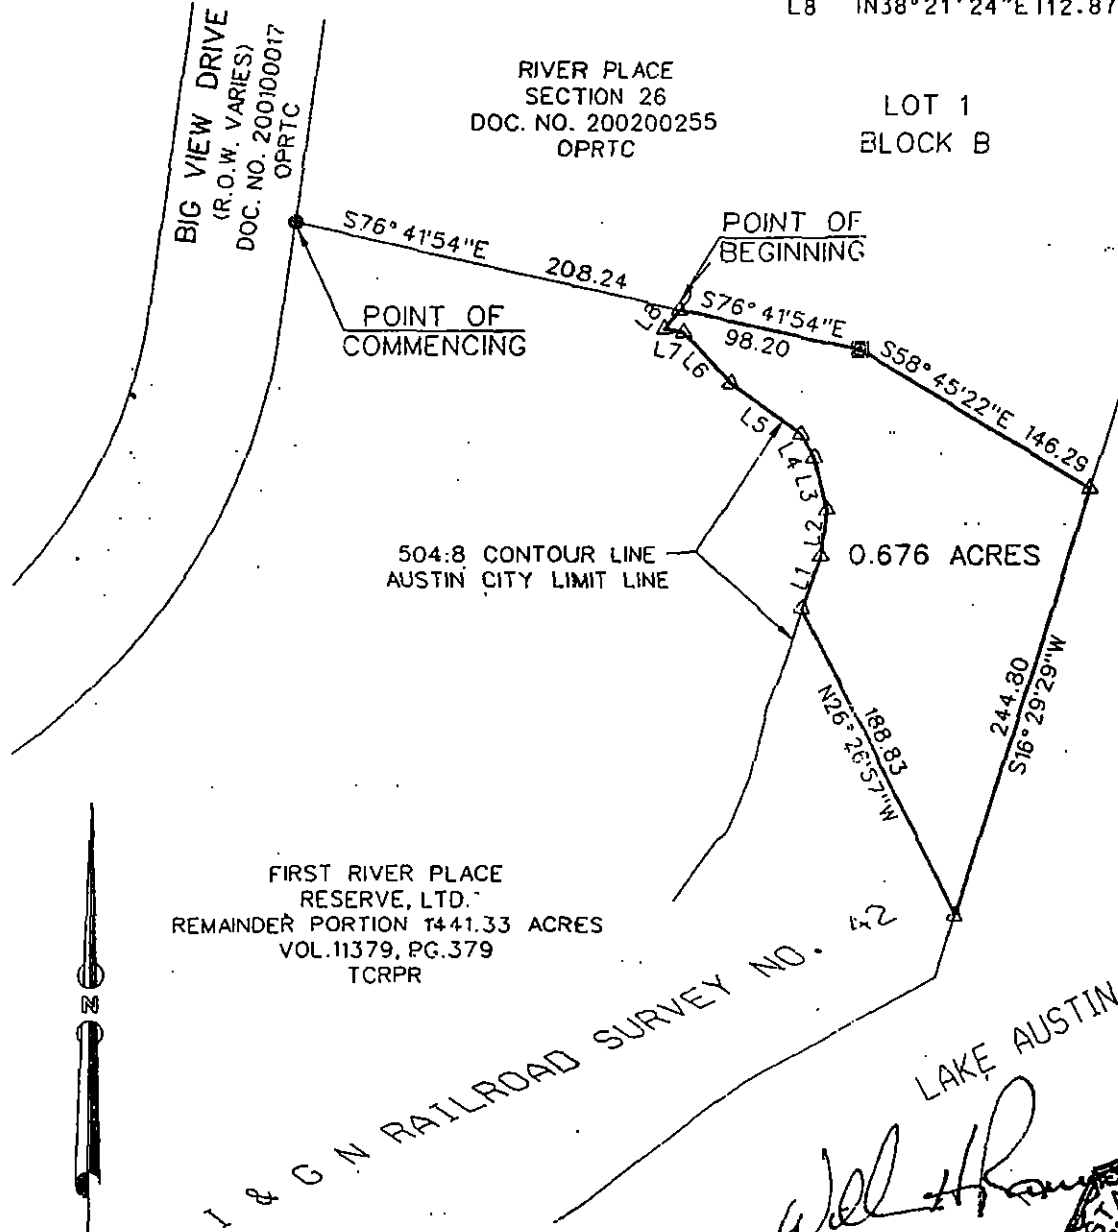 L8 N38°21'24"E 12.87
BIG VIEW DRIVE
(R.O.W. VARIES)
DOC. NO. 200100017
OPRTC
RIVER PLACE
SECTION 26
DOC. NO. 200200255
OPRTC
LOT 1
BLOCK B
POINT OF
BEGINNING
S76°41'54"E 208.24
POINT OF
COMMENCING
S76°41'54"E
98.20
S58°45'22"E 146.29
L8
L7 L6
L5
L4
L3
L2
L1
504.8 CONTOUR LINE
AUSTIN CITY LIMIT LINE
0.676 ACRES
244.80
S16°29'29"W
188.83
N26°26'57"W
FIRST RIVER PLACE
RESERVE, LTD.
REMAINDER PORTION 1441.33 ACRES
VOL.11379, PG.379
TCRPR
N
I & G N RAILROAD SURVEY NO. 42
LAKE AUSTIN